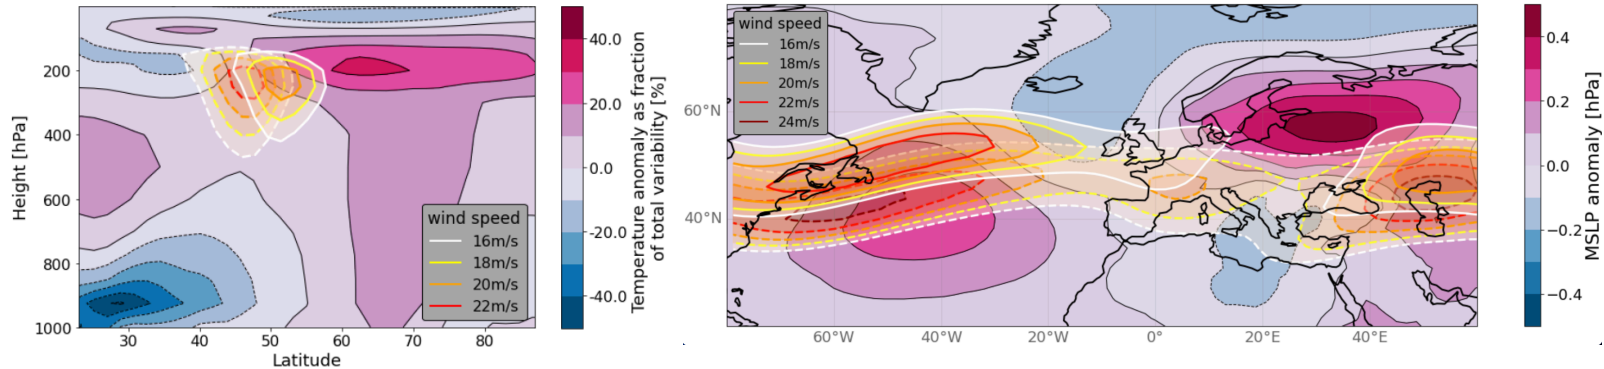 Height [hPa]
200
400
600
800
1000
30
40
50
60
70
80
Latitude
wind speed
16m/s
18m/s
20m/s
22m/s
40.0
20.0
0.0
-20.0
-40.0
Temperature anomaly as fraction
of total variability [%]
wind speed
16m/s
18m/s
20m/s
22m/s
24m/s
60°N
40°N
60°W
40°W
20°W
0°
20°E
40°E
0.4
0.2
0.0
−0.2
−0.4
MSLP anomaly [hPa]